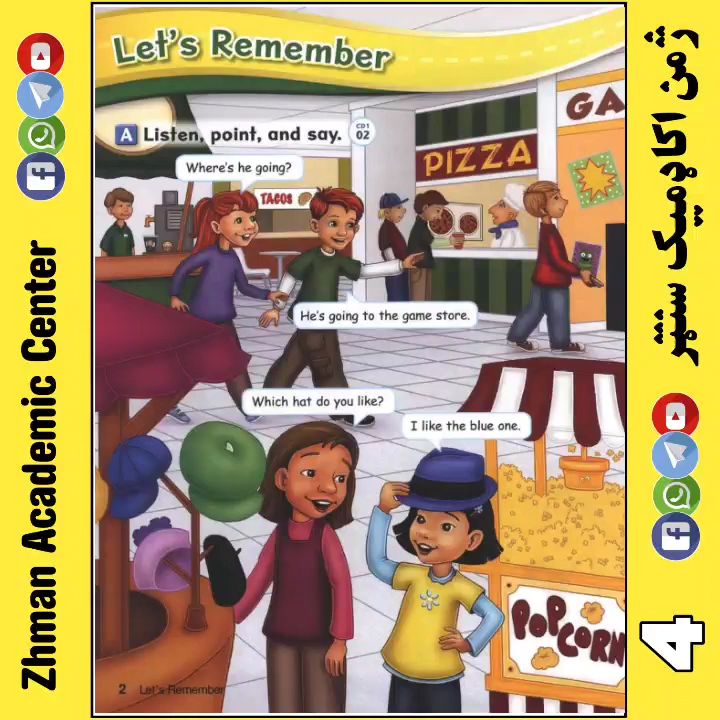 Let's Remember
A Listen, point, and say. CD1 02
Where's he going?
TACOS
PIZZA
GA
He's going to the game store.
Which hat do you like?
I like the blue one.
POPCORN
2 Let's Remember
Zhman Academic Center
ژمن اکادمیک سنتر
4